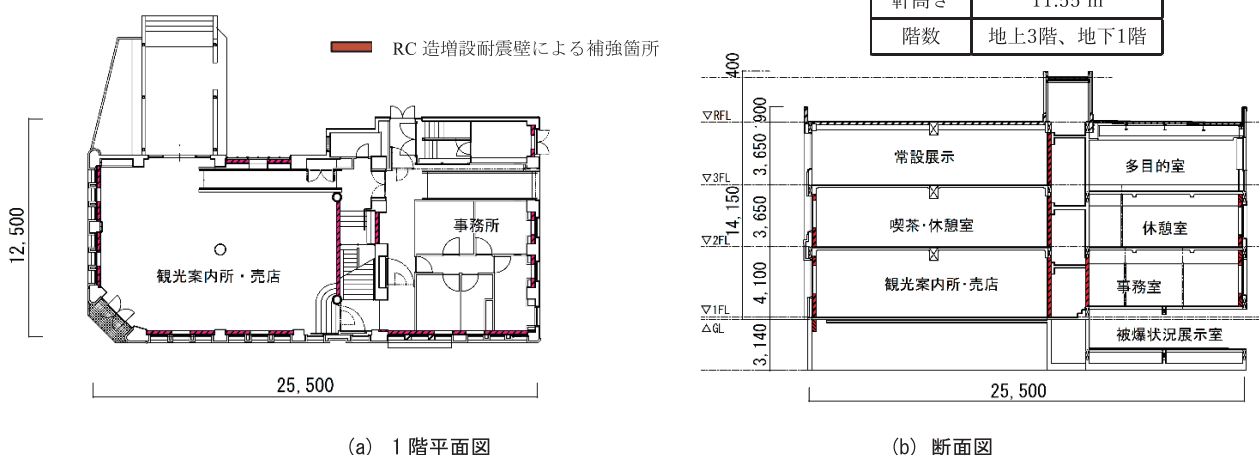 軒高さ 11.55 m
階数 地上3階、地下1階
RC 造増設耐震壁による補強箇所
12,500
事務所
観光案内所・売店
25,500
(a) 1 階平面図
400
900
3,650
3,650
4,100
14,150
3,140
▽RFL
▽3FL
▽2FL
▽1FL
△GL
常設展示
多目的室
喫茶・休憩室
休憩室
観光案内所・売店
事務室
被爆状況展示室
25,500
(b) 断面図